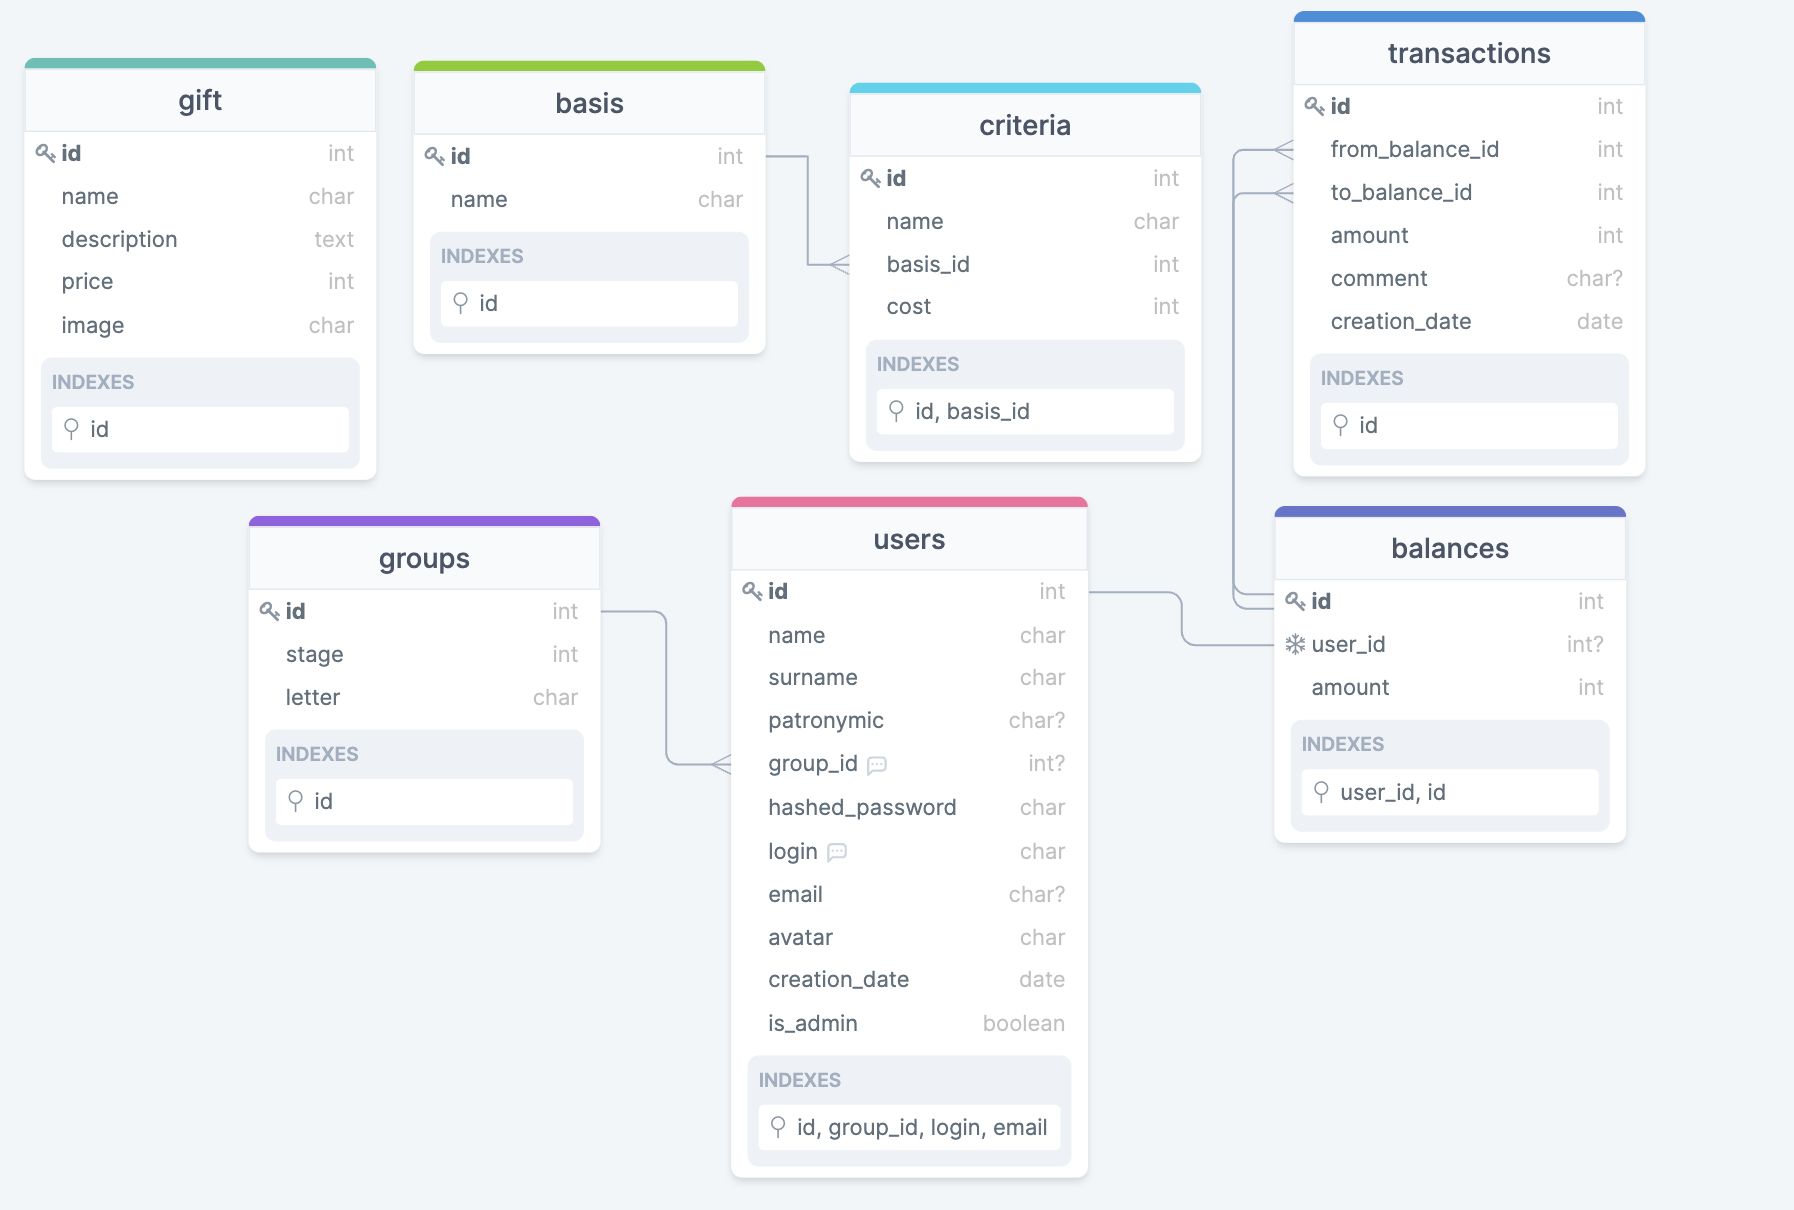 gift
id int
name char
description text
price int
image char
INDEXES
id
basis
id int
name char
INDEXES
id
criteria
id int
name char
basis_id int
cost int
INDEXES
id, basis_id
transactions
id int
from_balance_id int
to_balance_id int
amount int
comment char?
creation_date date
INDEXES
id
groups
id int
stage int
letter char
INDEXES
id
users
id int
name char
surname char
patronymic char?
group_id int?
hashed_password char
login char
email char?
avatar char
creation_date date
is_admin boolean
INDEXES
id, group_id, login, email
balances
id int
user_id int?
amount int
INDEXES
user_id, id